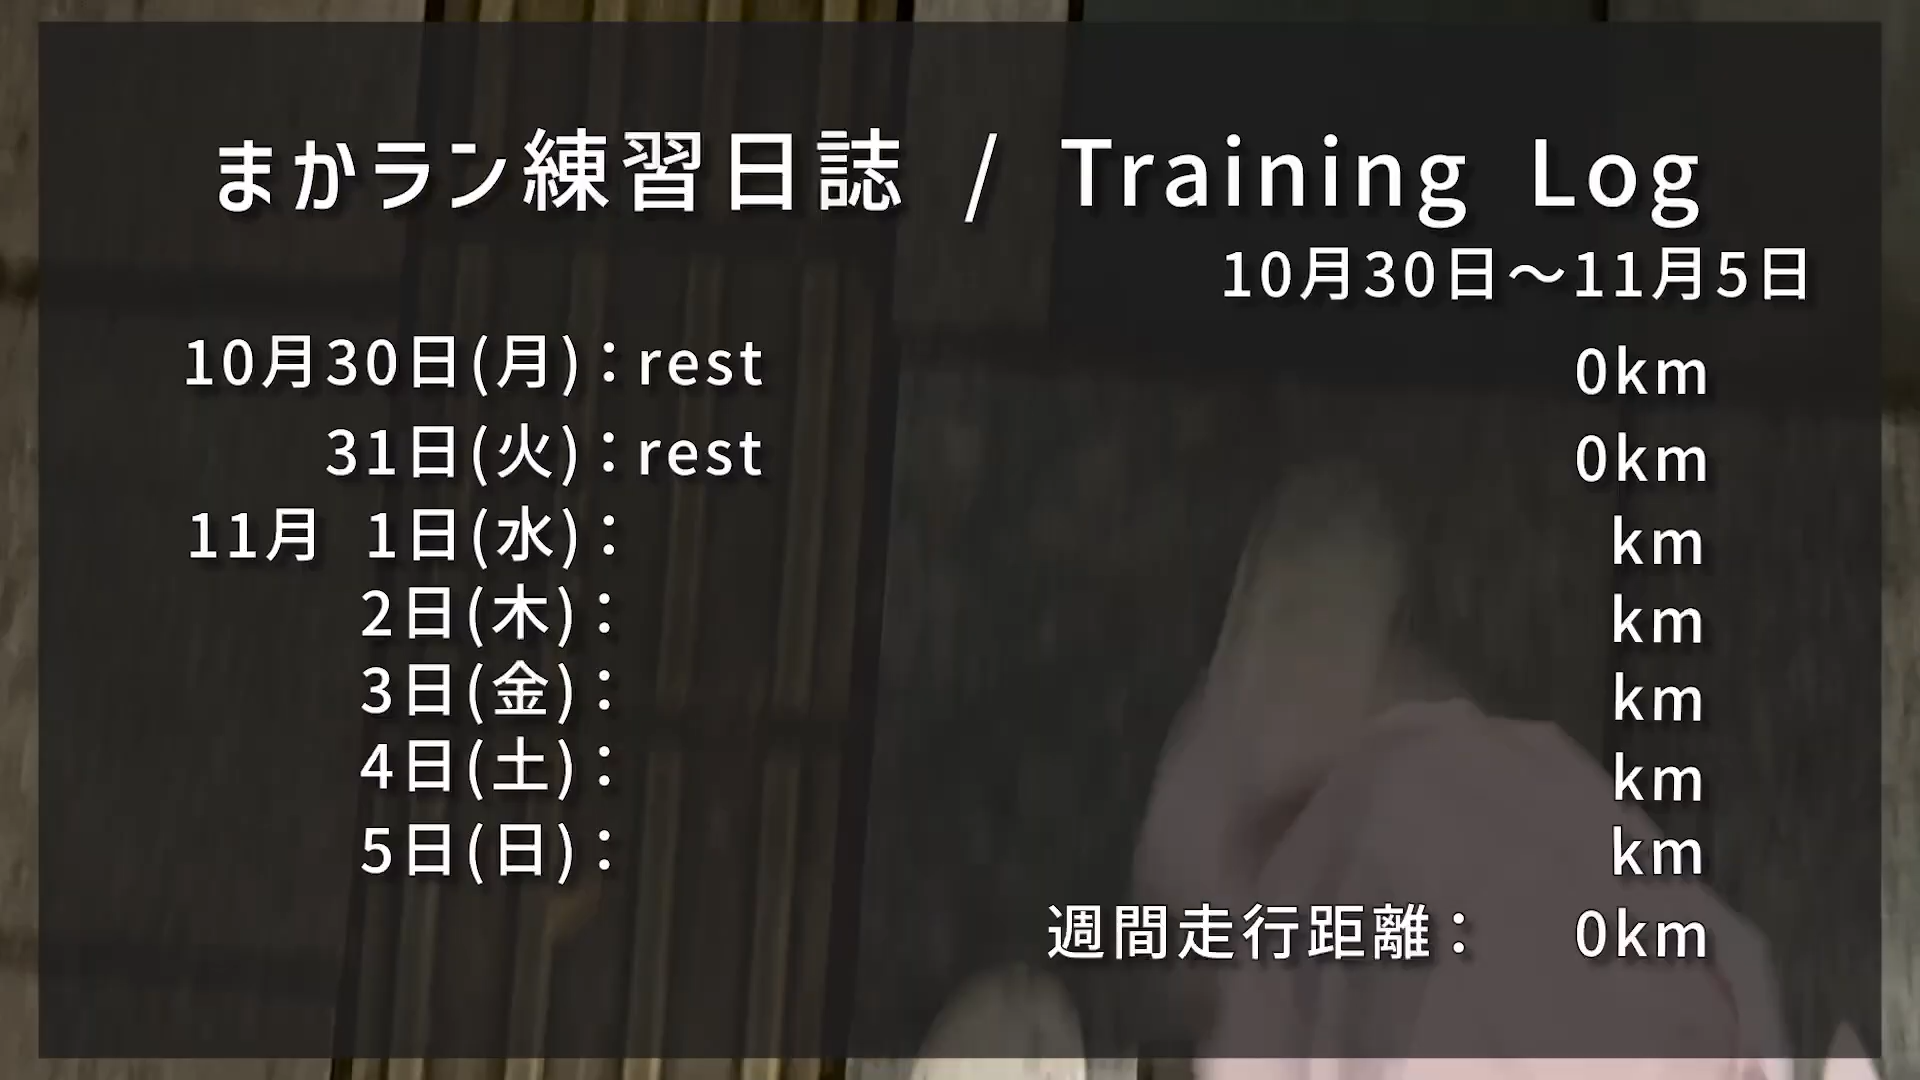 まかラン練習日誌 / Training Log
10月30日～11月5日
10月30日(月)：rest 0km
31日(火)：rest 0km
11月 1日(水)： km
2日(木)： km
3日(金)： km
4日(土)： km
5日(日)： km
週間走行距離： 0km